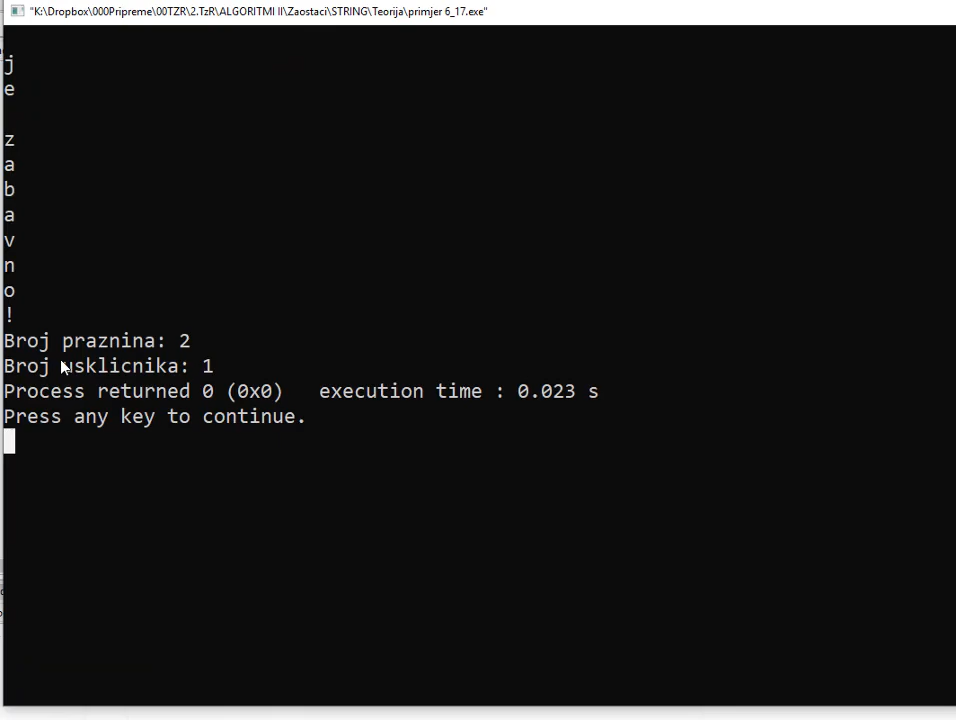 "K:\Dropbox\000Pripreme\00TZR\2.TzR\ALGORITMI II\Zaostaci\STRING\Teorija\primjer 6_17.exe"
j
e
z
a
b
a
v
n
o
!
Broj praznina: 2
Broj usklicnika: 1
Process returned 0 (0x0)   execution time : 0.023 s
Press any key to continue.